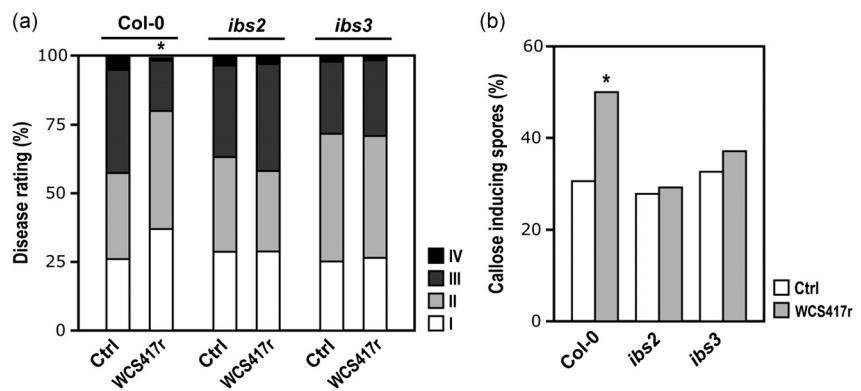 (a)
Col-0
ibs2
ibs3
*
Disease rating (%)
100
75
50
25
0
IV
III
II
I
Ctrl
WCS417r
Ctrl
WCS417r
Ctrl
WCS417r
(b)
Callose inducing spores (%)
60
40
20
0
*
Ctrl
WCS417r
Col-0
ibs2
ibs3